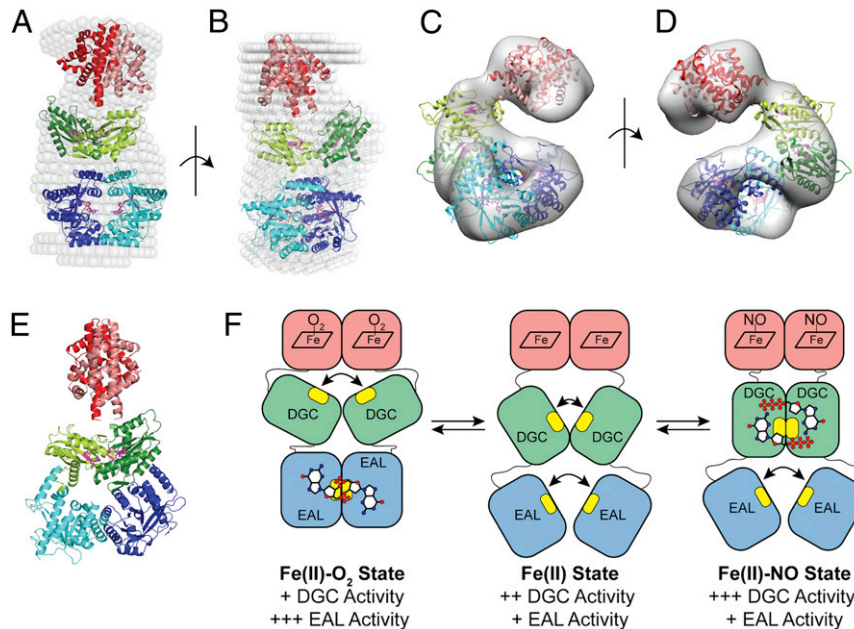 A
B
C
D
E
F
O2
O2
Fe
Fe
DGC
DGC
EAL
EAL
Fe(II)-O2 State
+ DGC Activity
+++ EAL Activity
Fe
Fe
DGC
DGC
EAL
EAL
Fe(II) State
++ DGC Activity
+ EAL Activity
NO
NO
Fe
Fe
DGC
DGC
EAL
EAL
Fe(II)-NO State
+++ DGC Activity
+ EAL Activity